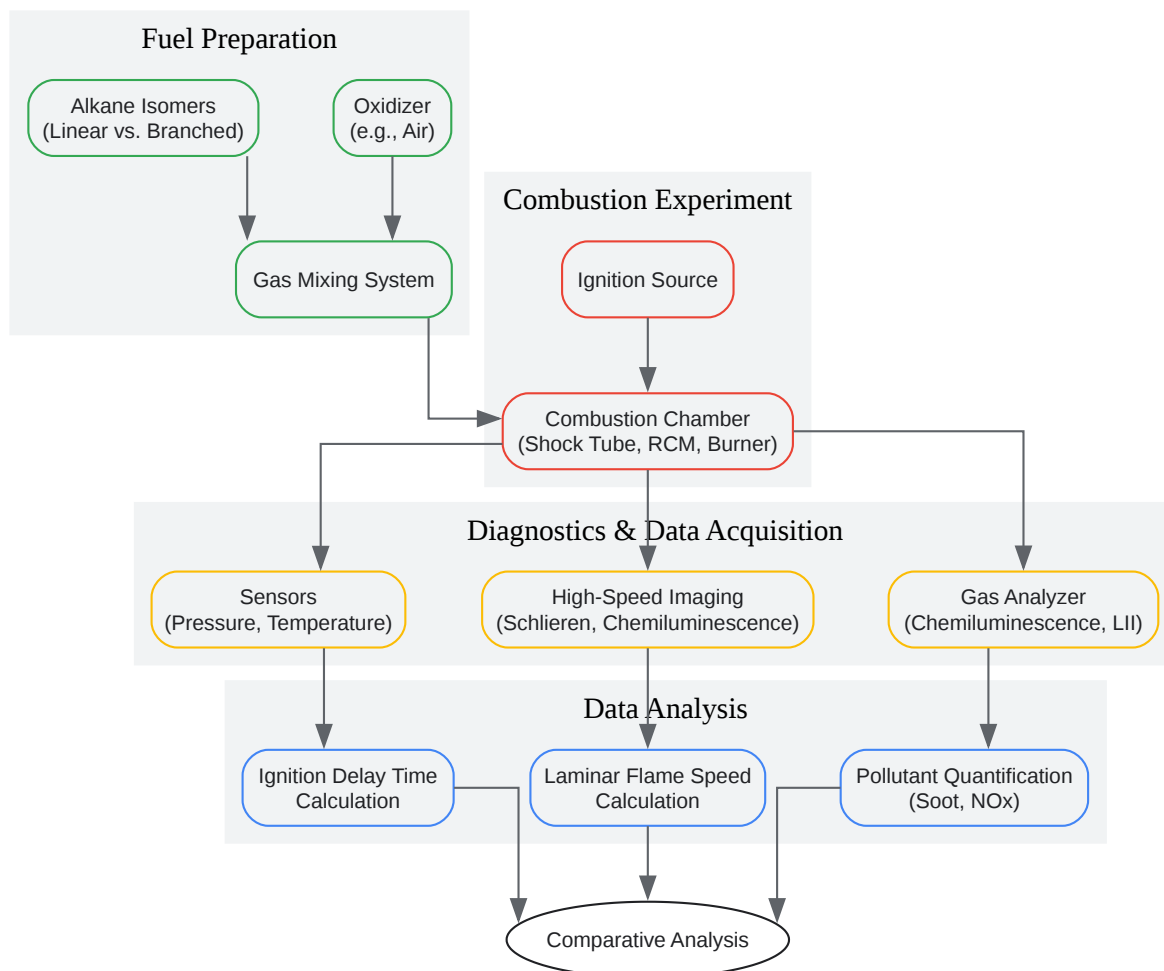 Fuel Preparation
Alkane Isomers
(Linear vs. Branched)
Oxidizer
(e.g., Air)
Gas Mixing System
Combustion Experiment
Ignition Source
Combustion Chamber
(Shock Tube, RCM, Burner)
Diagnostics & Data Acquisition
Sensors
(Pressure, Temperature)
High-Speed Imaging
(Schlieren, Chemiluminescence)
Gas Analyzer
(Chemiluminescence, LII)
Data Analysis
Ignition Delay Time
Calculation
Laminar Flame Speed
Calculation
Pollutant Quantification
(Soot, NOx)
Comparative Analysis